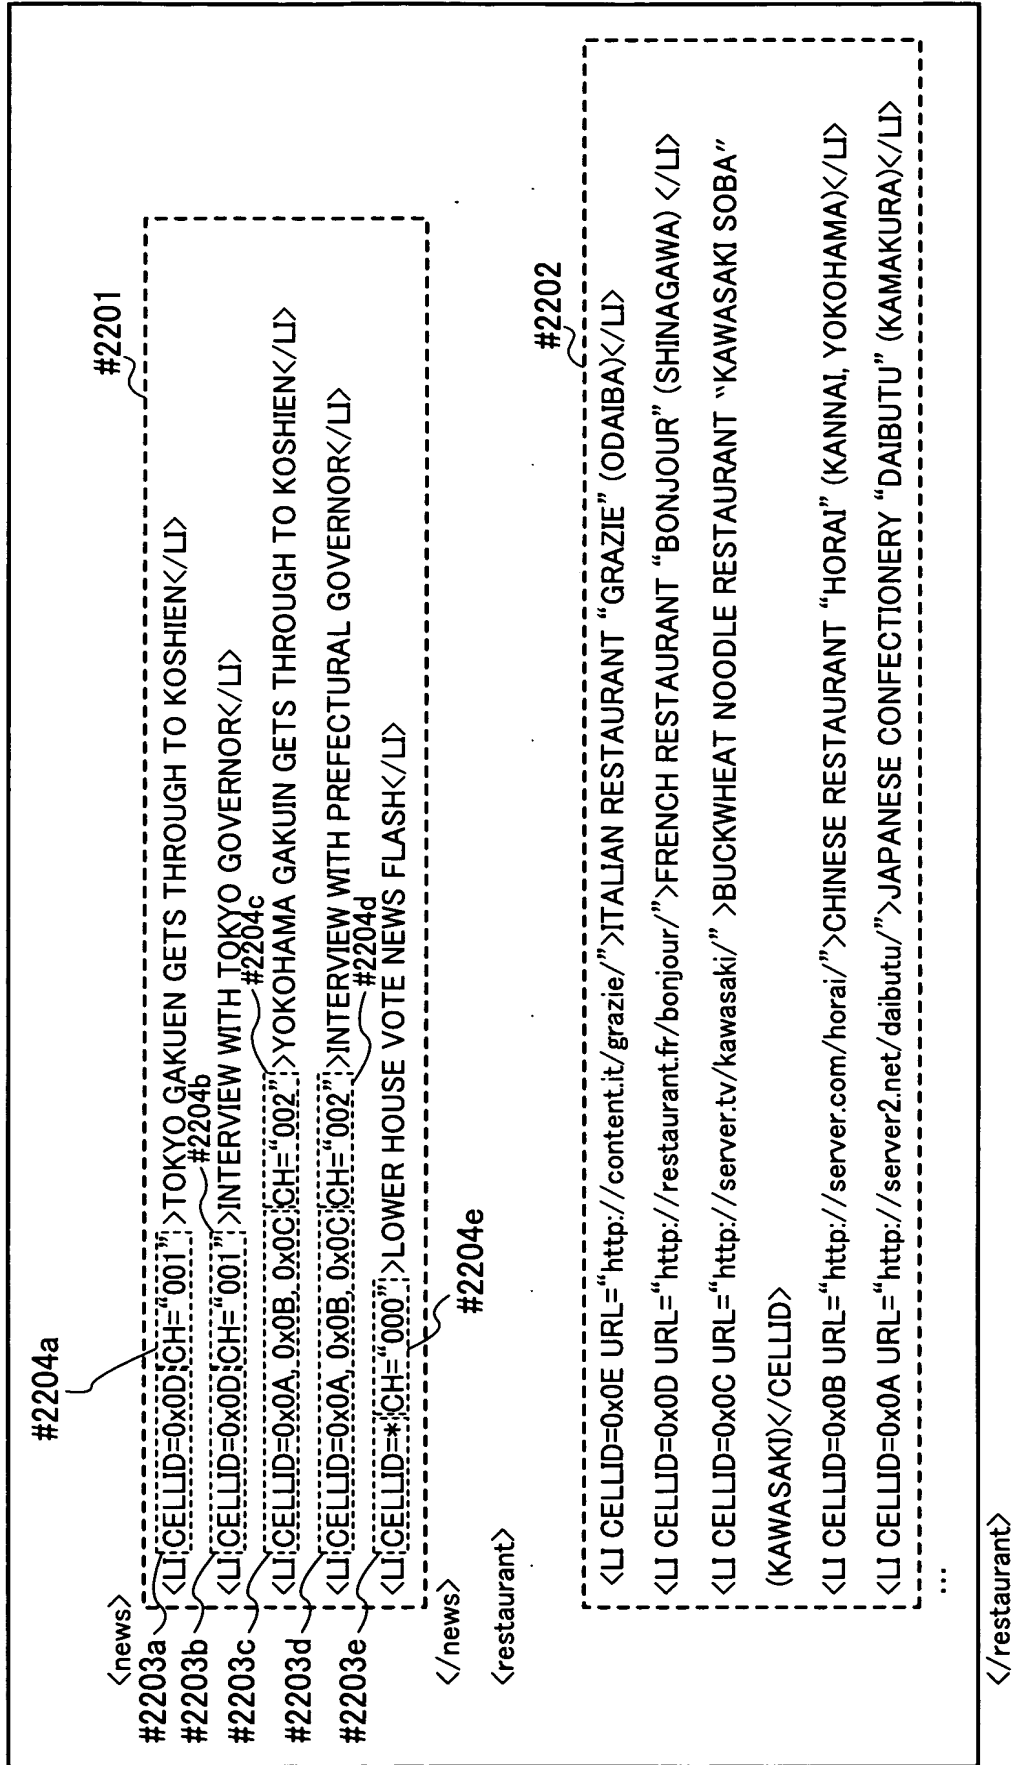 <news>
#2201
#2204a
#2203a <LI CELLID=0x0D CH=“001” >TOKYO GAKUEN GETS THROUGH TO KOSHIEN</LI>
#2204b
#2203b <LI CELLID=0x0D CH=“001” >INTERVIEW WITH TOKYO GOVERNOR</LI>
#2204c
#2203c <LI CELLID=0x0A, 0x0B, 0x0C CH=“002” >YOKOHAMA GAKUIN GETS THROUGH TO KOSHIEN</LI>
#2203d <LI CELLID=0x0A, 0x0B, 0x0C CH=“002” >INTERVIEW WITH PREFECTURAL GOVERNOR</LI>
#2204d
#2203e <LI CELLID=* CH=“000” >LOWER HOUSE VOTE NEWS FLASH</LI>
#2204e
</news>
<restaurant>
#2202
<LI CELLID=0x0E URL=“http://content.it/grazie/”>ITALIAN RESTAURANT “GRAZIE” (ODAIBA)</LI>
<LI CELLID=0x0D URL=“http://restaurant.fr/bonjour/”>FRENCH RESTAURANT “BONJOUR” (SHINAGAWA) </LI>
<LI CELLID=0x0C URL=“http://server.tv/kawasaki/” >BUCKWHEAT NOODLE RESTAURANT “KAWASAKI SOBA”
(KAWASAKI)</CELLID>
<LI CELLID=0x0B URL=“http://server.com/horai/”>CHINESE RESTAURANT “HORAI” (KANNAI, YOKOHAMA)</LI>
<LI CELLID=0x0A URL=“http://server2.net/daibutu/”>JAPANESE CONFECTIONERY “DAIBUTU” (KAMAKURA)</LI>
...
</restaurant>